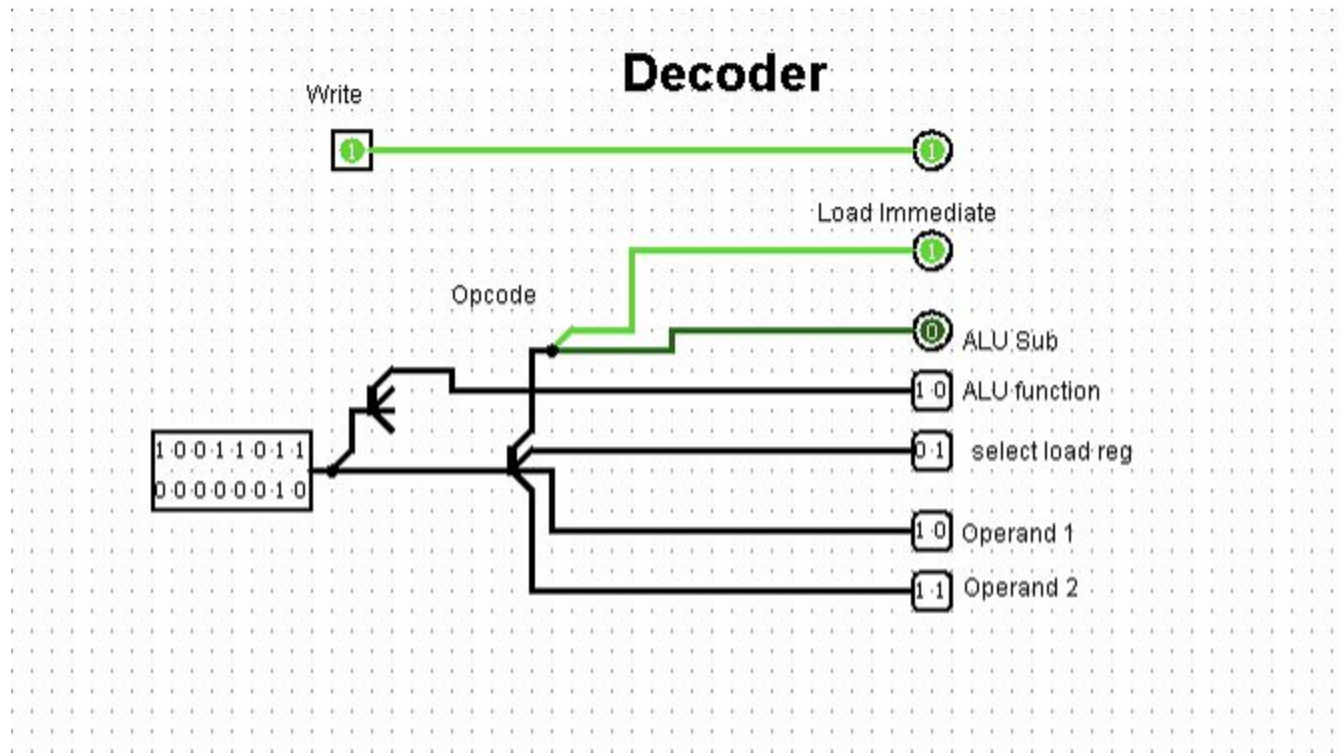 Decoder
Write
1 1
Load Immediate
1
Opcode
0 ALU Sub
1 0 ALU function
1 0 0 1 1 0 1 1
0 1 select load reg
0 0 0 0 0 0 1 0
1 0 Operand 1
1 1 Operand 2